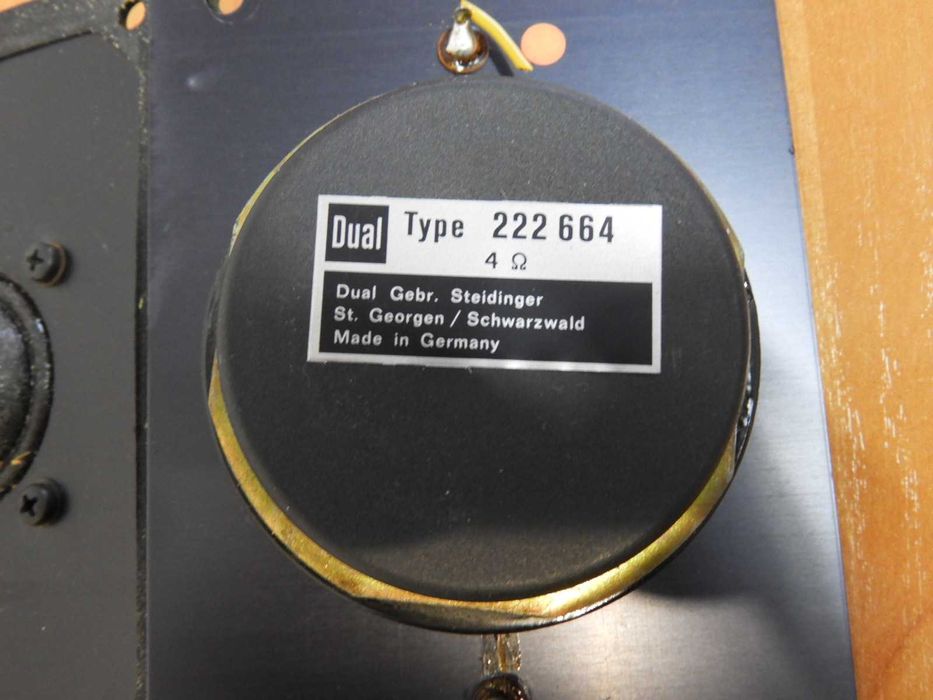 Dual Type 222 664
4 Ω
Dual Gebr. Steidinger
St. Georgen / Schwarzwald
Made in Germany